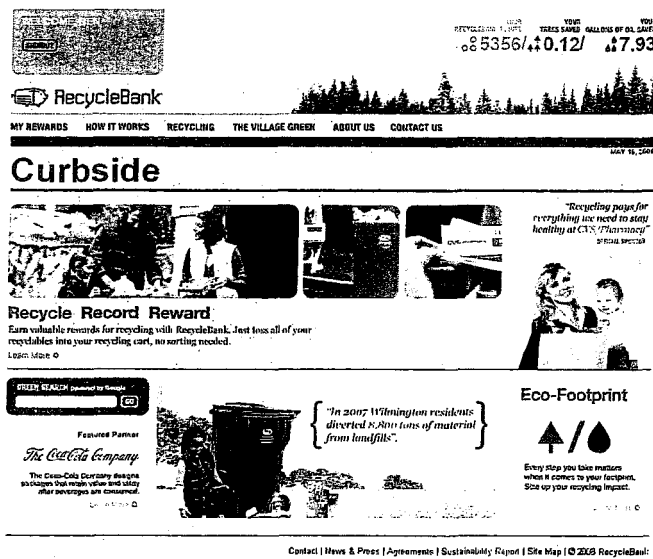 WELCOME
YOUR
TREES SAVED
GALLONS OF OIL SAVED
5356/ 0.12/ 7.93
RecycleBank
MY REWARDS HOW IT WORKS RECYCLING THE VILLAGE GREEN ABOUT US CONTACT US
Curbside
"Recycling pays for
everything we need to stay
healthy at CVS/Pharmacy"
Recycle Record Reward
Earn valuable rewards for recycling with RecycleBank. Just toss all of your
recyclables into your recycling cart, no sorting needed.
Learn More
GREEN SEARCH powered by Google
GO
Featured Partner
The Coca-Cola Company
The Coca-Cola Company designs
packages that retain value and utility
after beverages are consumed.
"In 2007 Wilmington residents
diverted 8,800 tons of material
from landfills".
Eco-Footprint
Every step you take matters
when it comes to your footprint.
Size up your recycling impact.
Contact | News & Press | Agreements | Sustainability Report | Site Map | © 2008 RecycleBank